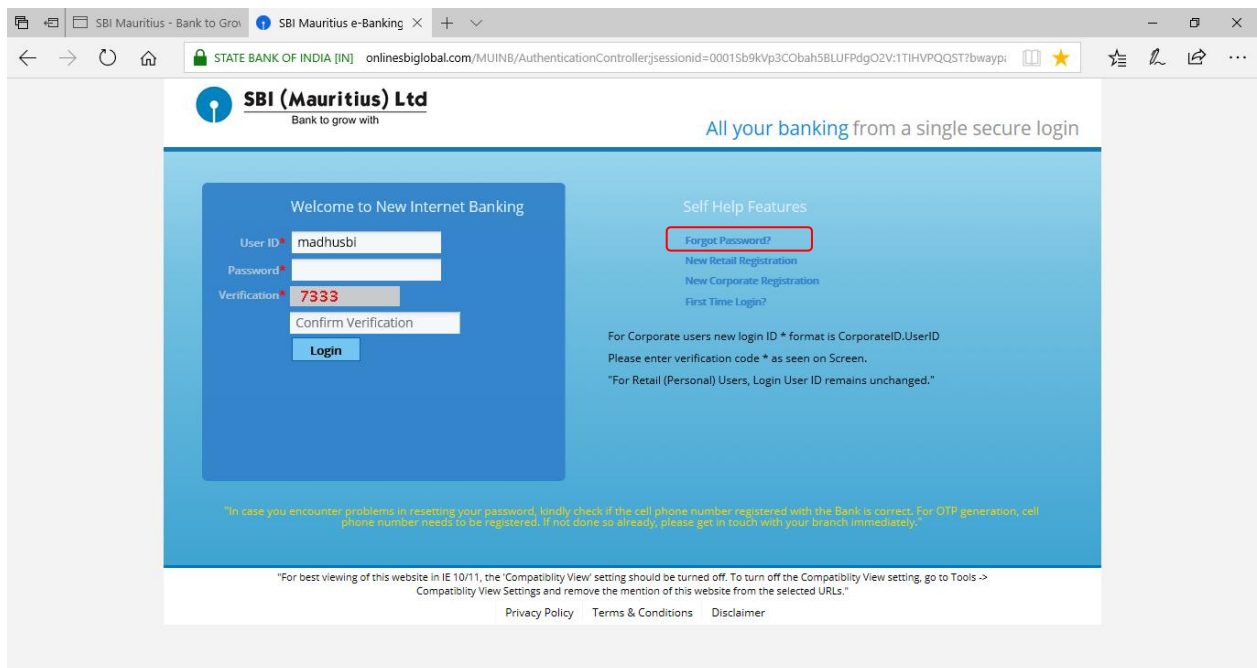 SBI Mauritius - Bank to Grov
SBI Mauritius e-Banking
STATE BANK OF INDIA [IN] onlinesbiglobal.com/MUINB/AuthenticationController;jsessionid=0001Sb9kVp3CObah5BLUFPdgO2V:1TIHVPQQST?bwaypa
SBI (Mauritius) Ltd
Bank to grow with
All your banking from a single secure login
Welcome to New Internet Banking
User ID* madhusbi
Password*
Verification* 7333
Confirm Verification
Login
Self Help Features
Forgot Password?
New Retail Registration
New Corporate Registration
First Time Login?
For Corporate users new login ID * format is CorporateID.UserID
Please enter verification code * as seen on Screen.
"For Retail (Personal) Users, Login User ID remains unchanged."
"In case you encounter problems in resetting your password, kindly check if the cell phone number registered with the Bank is correct. For OTP generation, cell
phone number needs to be registered. If not done so already, please get in touch with your branch immediately."
"For best viewing of this website in IE 10/11, the 'Compatiblity View' setting should be turned off. To turn off the Compatiblity View setting, go to Tools ->
Compatiblity View Settings and remove the mention of this website from the selected URLs."
Privacy Policy Terms & Conditions Disclaimer